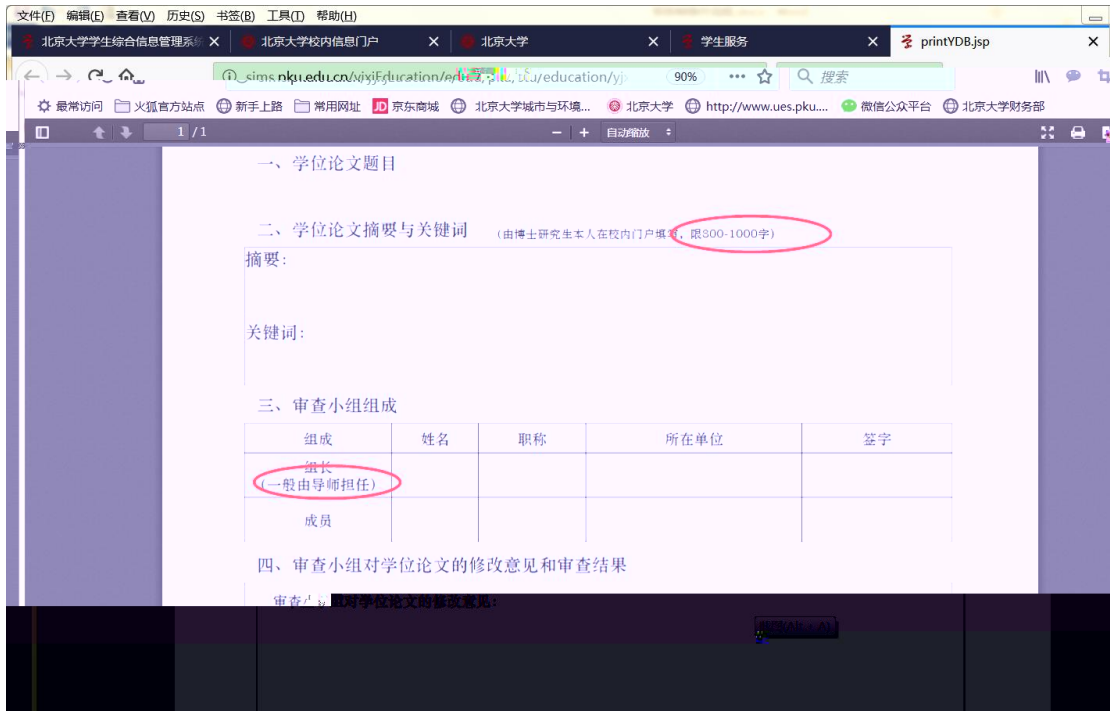 文件(F) 编辑(E) 查看(V) 历史(S) 书签(B) 工具(T) 帮助(H)
北京大学学生综合信息管理系统 北京大学校内信息门户 北京大学 学生服务 printYDB.jsp
90% 搜索
最常访问 火狐官方站点 新手上路 常用网址 JD 京东商城 北京大学城市与环境... 北京大学 http://www.ues.pku.... 微信公众平台 北京大学财务部
1 / 1 自动缩放
一、学位论文题目
二、学位论文摘要与关键词 (由博士研究生本人在校内门户填写,限800-1000字)
摘要:
关键词:
三、审查小组组成
组成 姓名 职称 所在单位 签字
组长
(一般由导师担任)
成员
四、审查小组对学位论文的修改意见和审查结果
审查小组对学位论文的修改意见: